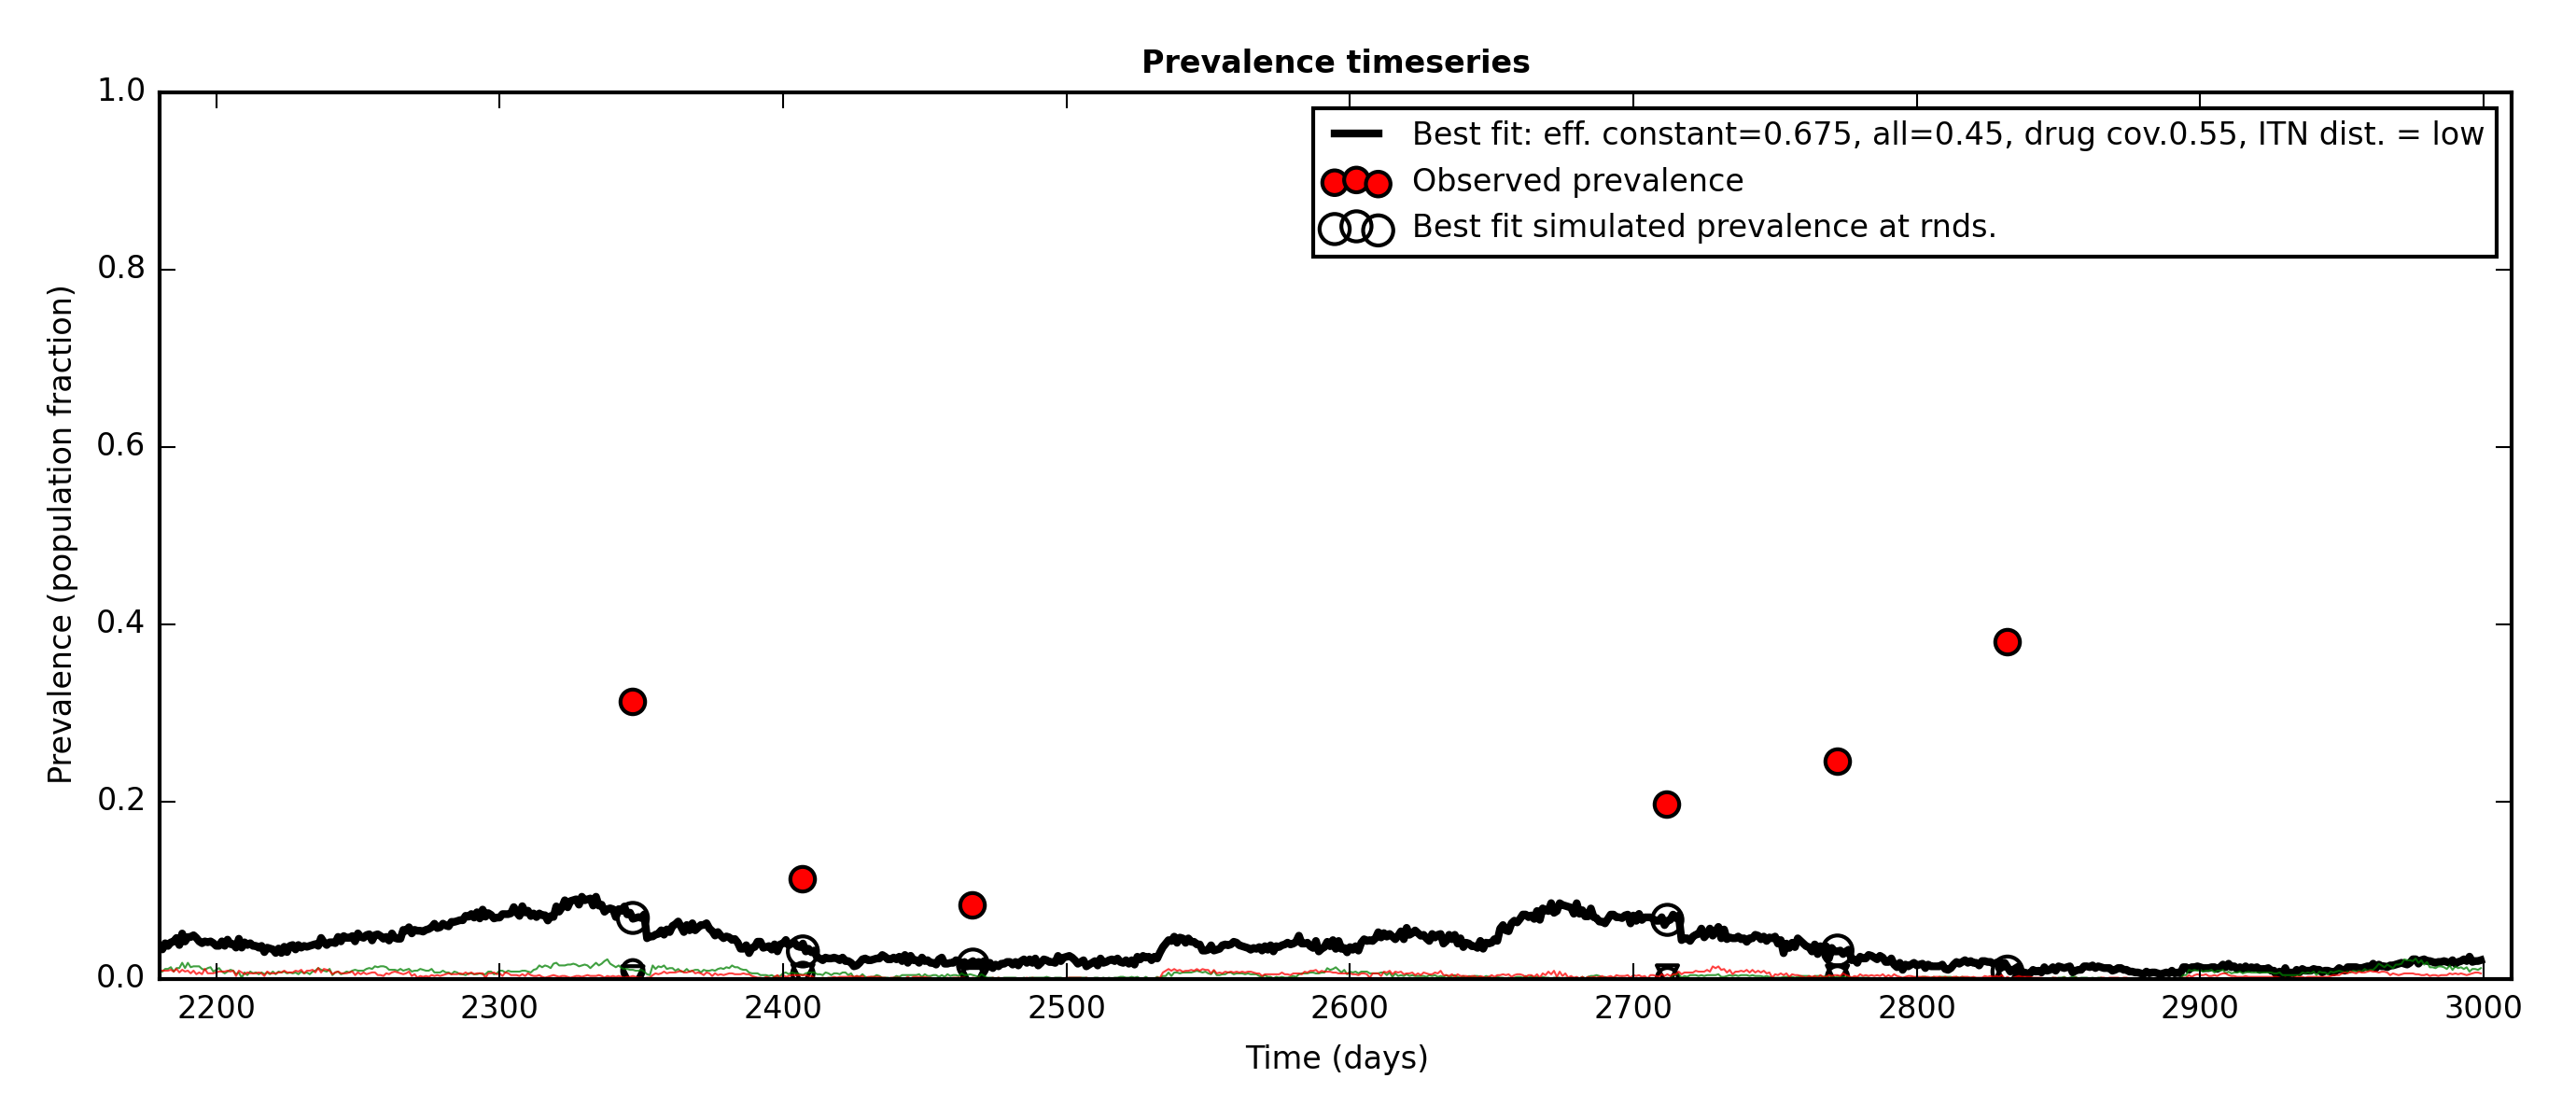 Prevalence timeseries
1.0
0.8
0.6
0.4
0.2
0.0
Prevalence (population fraction)
Best fit: eff. constant=0.675, all=0.45, drug cov.0.55, ITN dist. = low
Observed prevalence
Best fit simulated prevalence at rnds.
2200 2300 2400 2500 2600 2700 2800 2900 3000
Time (days)